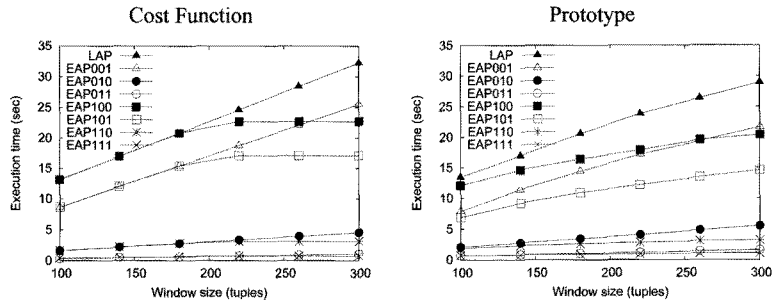 Cost Function
35
30
25
20
15
10
5
0
Execution time (sec)
LAP
EAP001
EAP010
EAP011
EAP100
EAP101
EAP110
EAP111
100
150
200
250
300
Window size (tuples)
Prototype
35
30
25
20
15
10
5
0
Execution time (sec)
LAP
EAP001
EAP010
EAP011
EAP100
EAP101
EAP110
EAP111
100
150
200
250
300
Window size (tuples)